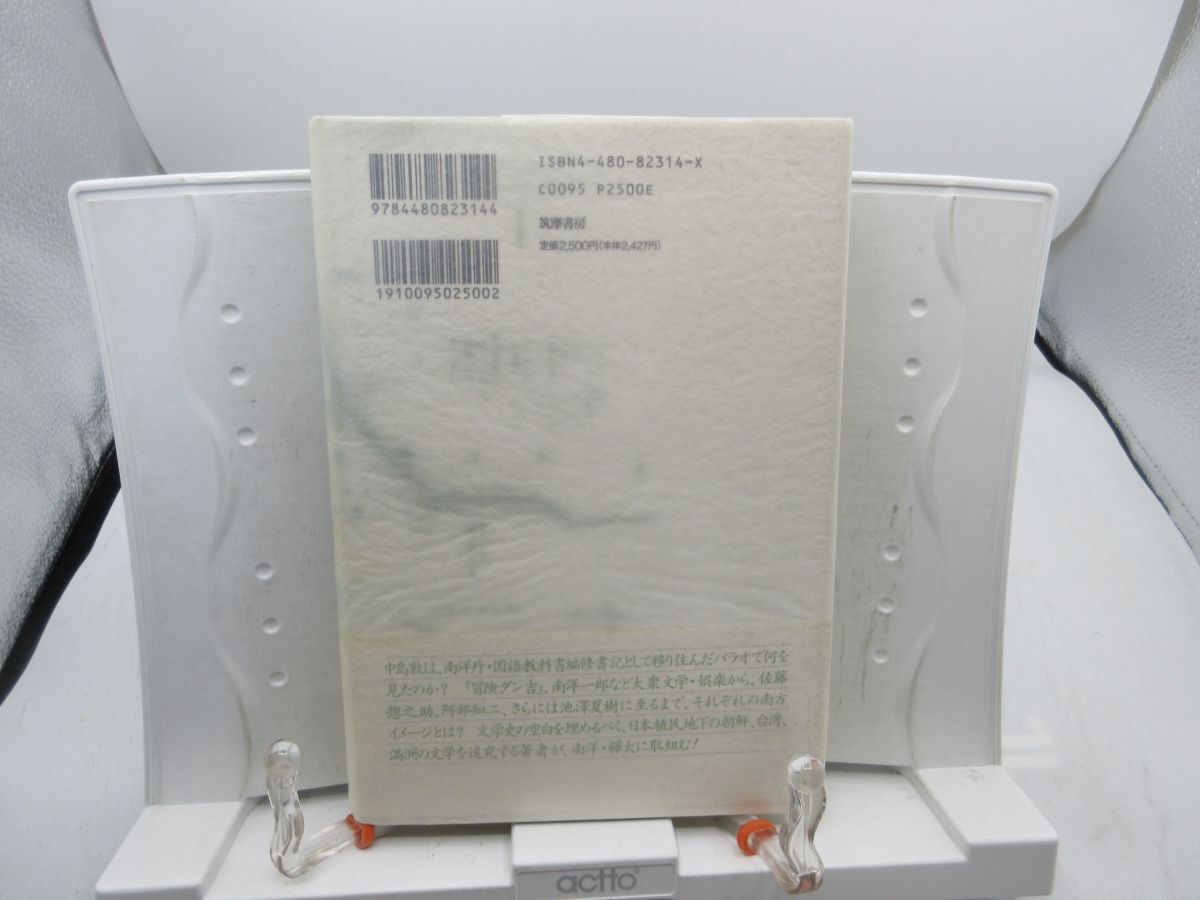 ISBN4-480-82314-X
C0095 P2500E
9784480823144
筑摩書房
定価2,500円(本体2,427円)
1910095025002
中島敦は、南洋庁・国語教科書編修書記として移り住んだパラオで何を
見たのか? 『冒険ダン吉』、南洋一郎など大衆文学・娯楽から、佐藤
惣之助、阿部知二、さらには池澤夏樹に至るまで、それぞれの南方
イメージとは? 文学史の空白を埋めるべく、日本植民地下の朝鮮、台湾、
満洲の文学を追究する著者が、南洋・樺太に取組む!
actto